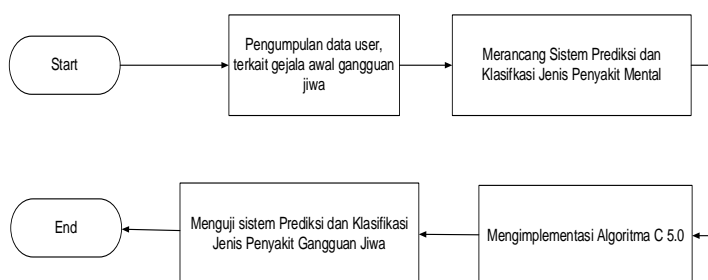 Start
Pengumpulan data user,
terkait gejala awal gangguan
jiwa
Merancang Sistem Prediksi dan
Klasifkasi Jenis Penyakit Mental
Mengimplementasi Algoritma C 5.0
Menguji sistem Prediksi dan Klasifikasi
Jenis Penyakit Gangguan Jiwa
End